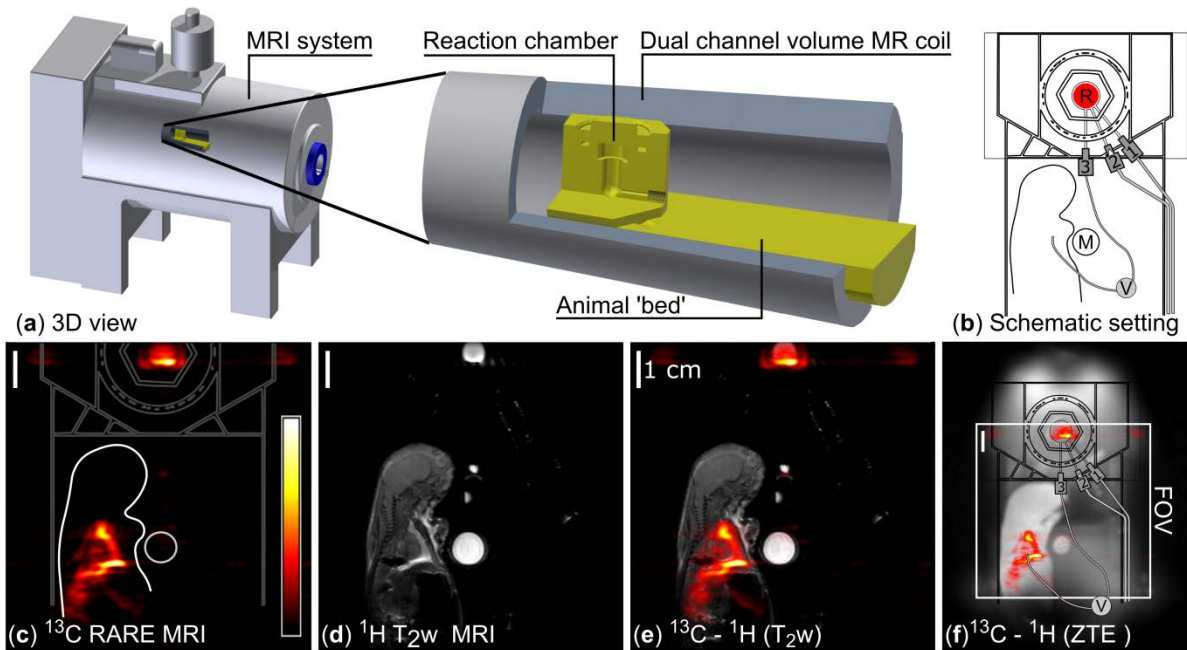 MRI system
Reaction chamber
Dual channel volume MR coil
Animal 'bed'
(a) 3D view
R
1
2
3
M
V
(b) Schematic setting
(c) ¹³C RARE MRI
(d) ¹H T₂w MRI
1 cm
(e) ¹³C - ¹H (T₂w)
1
2
3
FOV
V
(f) ¹³C - ¹H (ZTE )